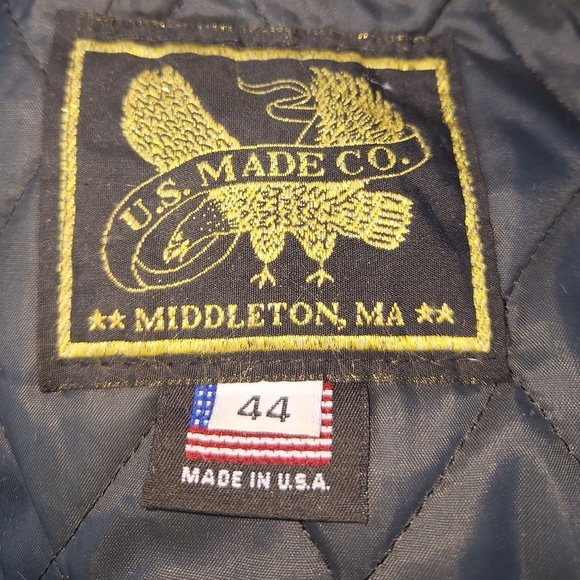 U.S. MADE CO.
★★ MIDDLETON, MA ★★
44
MADE IN U.S.A.